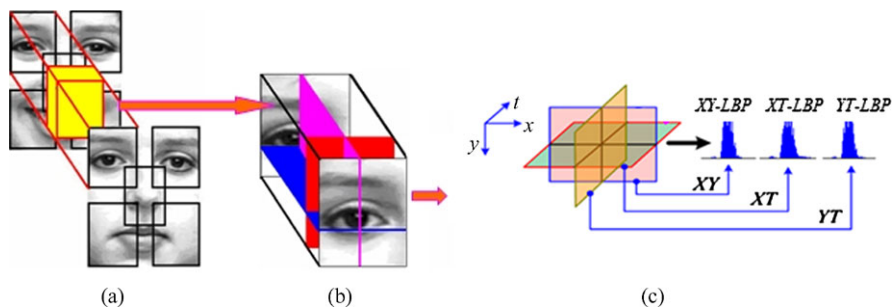 t
x
y
XY-LBP XT-LBP YT-LBP
XY
XT
YT
(a) (b) (c)